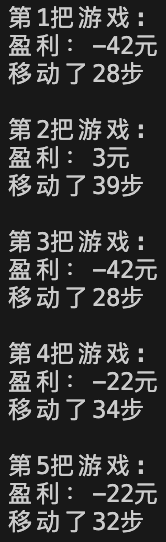 第1把游戏:
盈利: -42元
移动了28步
第2把游戏:
盈利: 3元
移动了39步
第3把游戏:
盈利: -42元
移动了28步
第4把游戏:
盈利: -22元
移动了34步
第5把游戏:
盈利: -22元
移动了32步